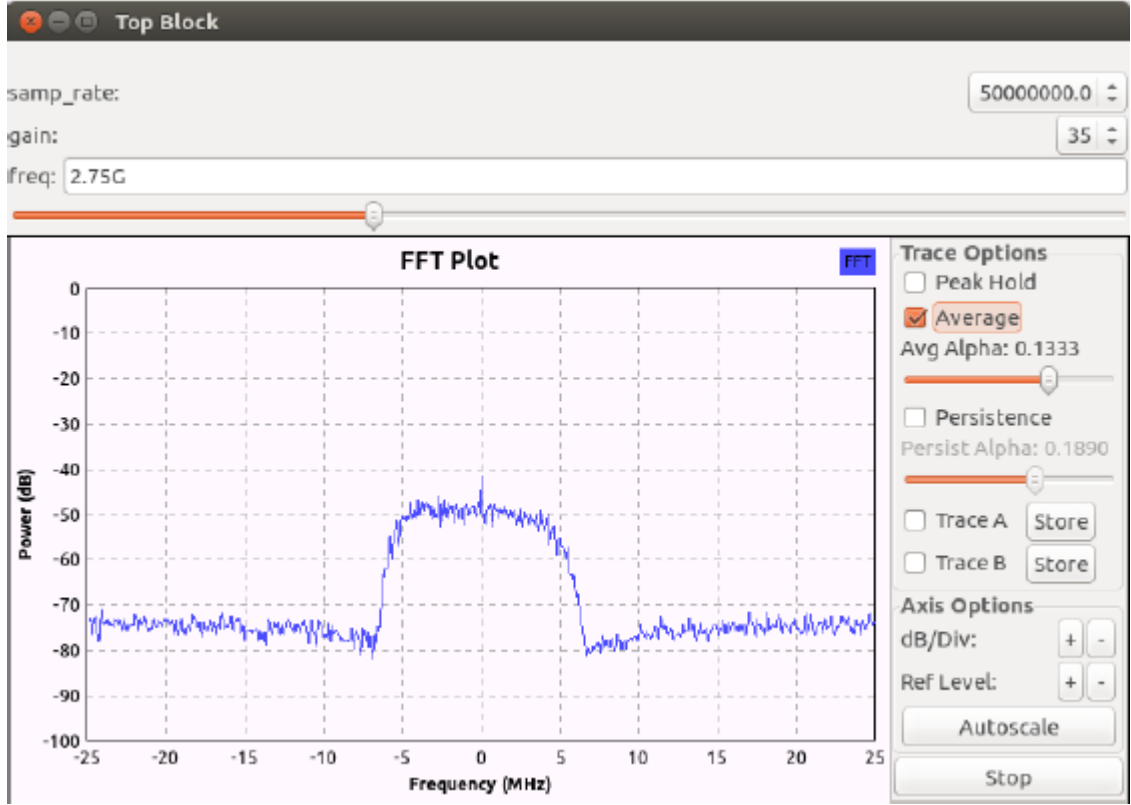 Top Block
samp_rate: 50000000.0
gain: 35
freq: 2.75G
FFT Plot
FFT
0
-10
-20
-30
-40
-50
-60
-70
-80
-90
-100
Power (dB)
-25 -20 -15 -10 -5 0 5 10 15 20 25
Frequency (MHz)
Trace Options
Peak Hold
Average
Avg Alpha: 0.1333
Persistence
Persist Alpha: 0.1890
Trace A Store
Trace B Store
Axis Options
dB/Div: + -
Ref Level: + -
Autoscale
Stop